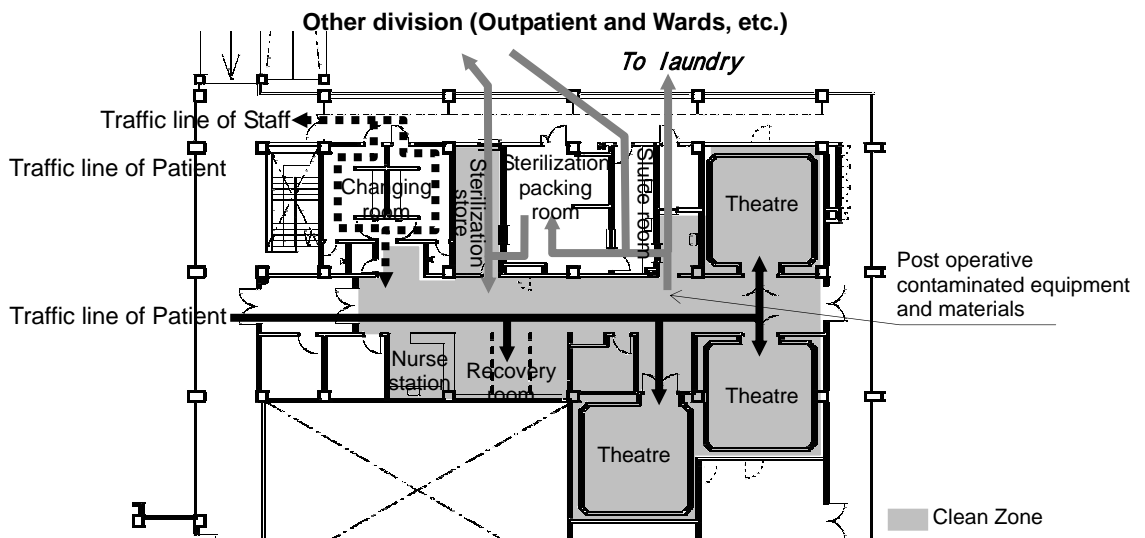 Other division (Outpatient and Wards, etc.)
To laundry
Traffic line of Staff
Traffic line of Patient
Changing
room
Sterilization
store
Sterilization
packing
room
Sluide room
Theatre
Post operative
contaminated equipment
and materials
Traffic line of Patient
Nurse
station
Recovery
room
Theatre
Theatre
Clean Zone